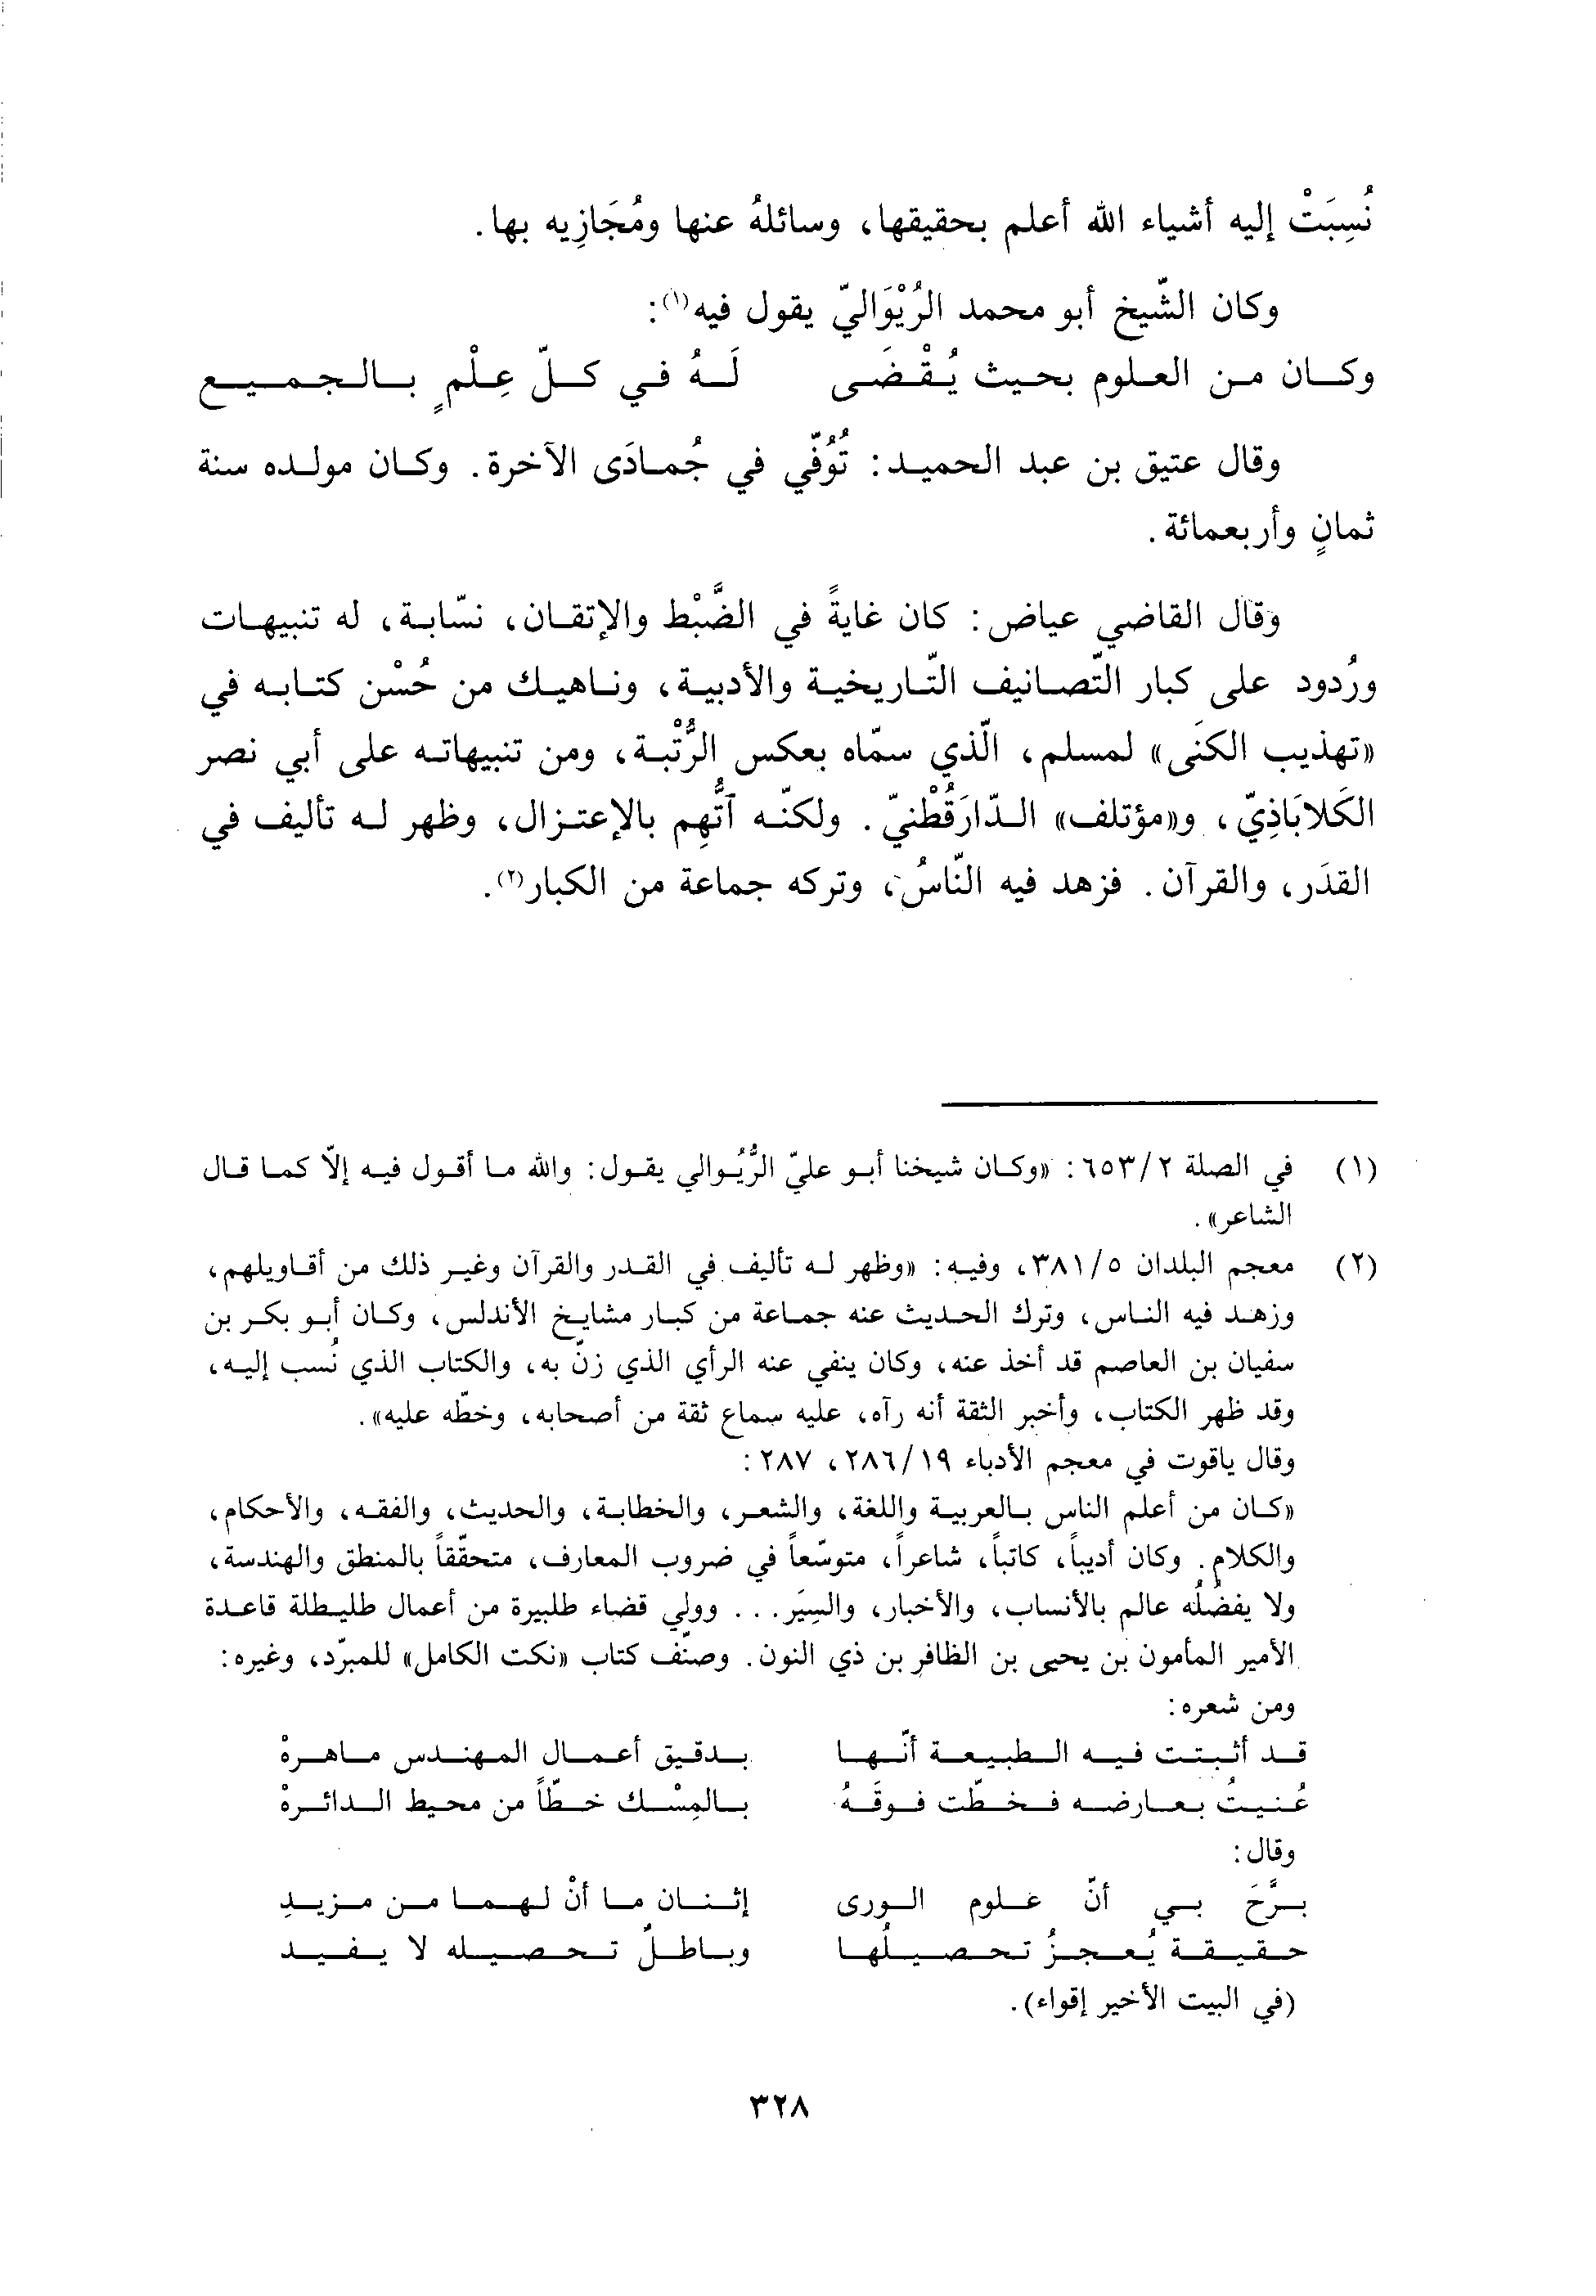 نُسِبَتْ إليه أشياء الله أعلم بحقيقها، وسائلهُ عنها ومُجَازِيه بها.
وكان الشّيخ أبو محمد الرُيْوَاليّ يقول فيه(١):
وكان من العلوم بحيث يُقْضَى لَهُ في كلّ عِلْمٍ بالجميع
وقال عتيق بن عبد الحميد: تُوُفّي في جُمادَى الآخرة. وكان مولده سنة
ثمانٍ وأربعمائة.
وقال القاضي عياض: كان غايةً في الضَّبْط والإتقان، نسّابة، له تنبيهات
ورُدود على كبار التّصانيف التّاريخية والأدبية، وناهيك من حُسْن كتابه في
«تهذيب الكنَى» لمسلم، الّذي سمّاه بعكس الرُّتْبة، ومن تنبيهاته على أبي نصر
الكَلابَاذِيّ، و«مؤتلف» الدّارَقُطْنيّ. ولكنّه اَتُّهِم بالإعتزال، وظهر له تأليف في
القدَر، والقرآن. فزهد فيه النّاسُ، وتركه جماعة من الكبار(٢).
(١) في الصلة ٦٥٣/٢: «وكان شيخنا أبو عليّ الرُّيُوالي يقول: والله ما أقول فيه إلّا كما قال
الشاعر».
(٢) معجم البلدان ٣٨١/٥، وفيه: «وظهر له تأليف في القدر والقرآن وغير ذلك من أقاويلهم،
وزهد فيه الناس، وترك الحديث عنه جماعة من كبار مشايخ الأندلس، وكان أبو بكر بن
سفيان بن العاصم قد أخذ عنه، وكان ينفي عنه الرأي الذي زنّ به، والكتاب الذي نُسب إليه،
وقد ظهر الكتاب، وأخبر الثقة أنه رآه، عليه سماع ثقة من أصحابه، وخطّه عليه».
وقال ياقوت في معجم الأدباء ٢٨٦/١٩، ٢٨٧:
«كان من أعلم الناس بالعربية واللغة، والشعر، والخطابة، والحديث، والفقه، والأحكام،
والكلام. وكان أديباً، كاتباً، شاعراً، متوسّعاً في ضروب المعارف، متحقّقاً بالمنطق والهندسة،
ولا يفضُلُه عالم بالأنساب، والأخبار، والسِيَر... وولي قضاء طلبيرة من أعمال طليطلة قاعدة
الأمير المأمون بن يحيى بن الظافر بن ذي النون. وصنّف كتاب «نكت الكامل» للمبرّد، وغيره:
ومن شعره:
قد أثبتت فيه الطبيعة أنّها بدقيق أعمال المهندس ماهرهْ
عُنيتُ بعارضه فخطّت فوقَهُ بالمِسْك خطّاً من محيط الدائرهْ
وقال:
برَّحَ بي أنّ علوم الورى إثنان ما أنْ لهما من مزيدِ
حقيقة يُعجزُ تحصيلُها وباطلٌ تحصيله لا يفيد
(في البيت الأخير إقواء).
٣٢٨